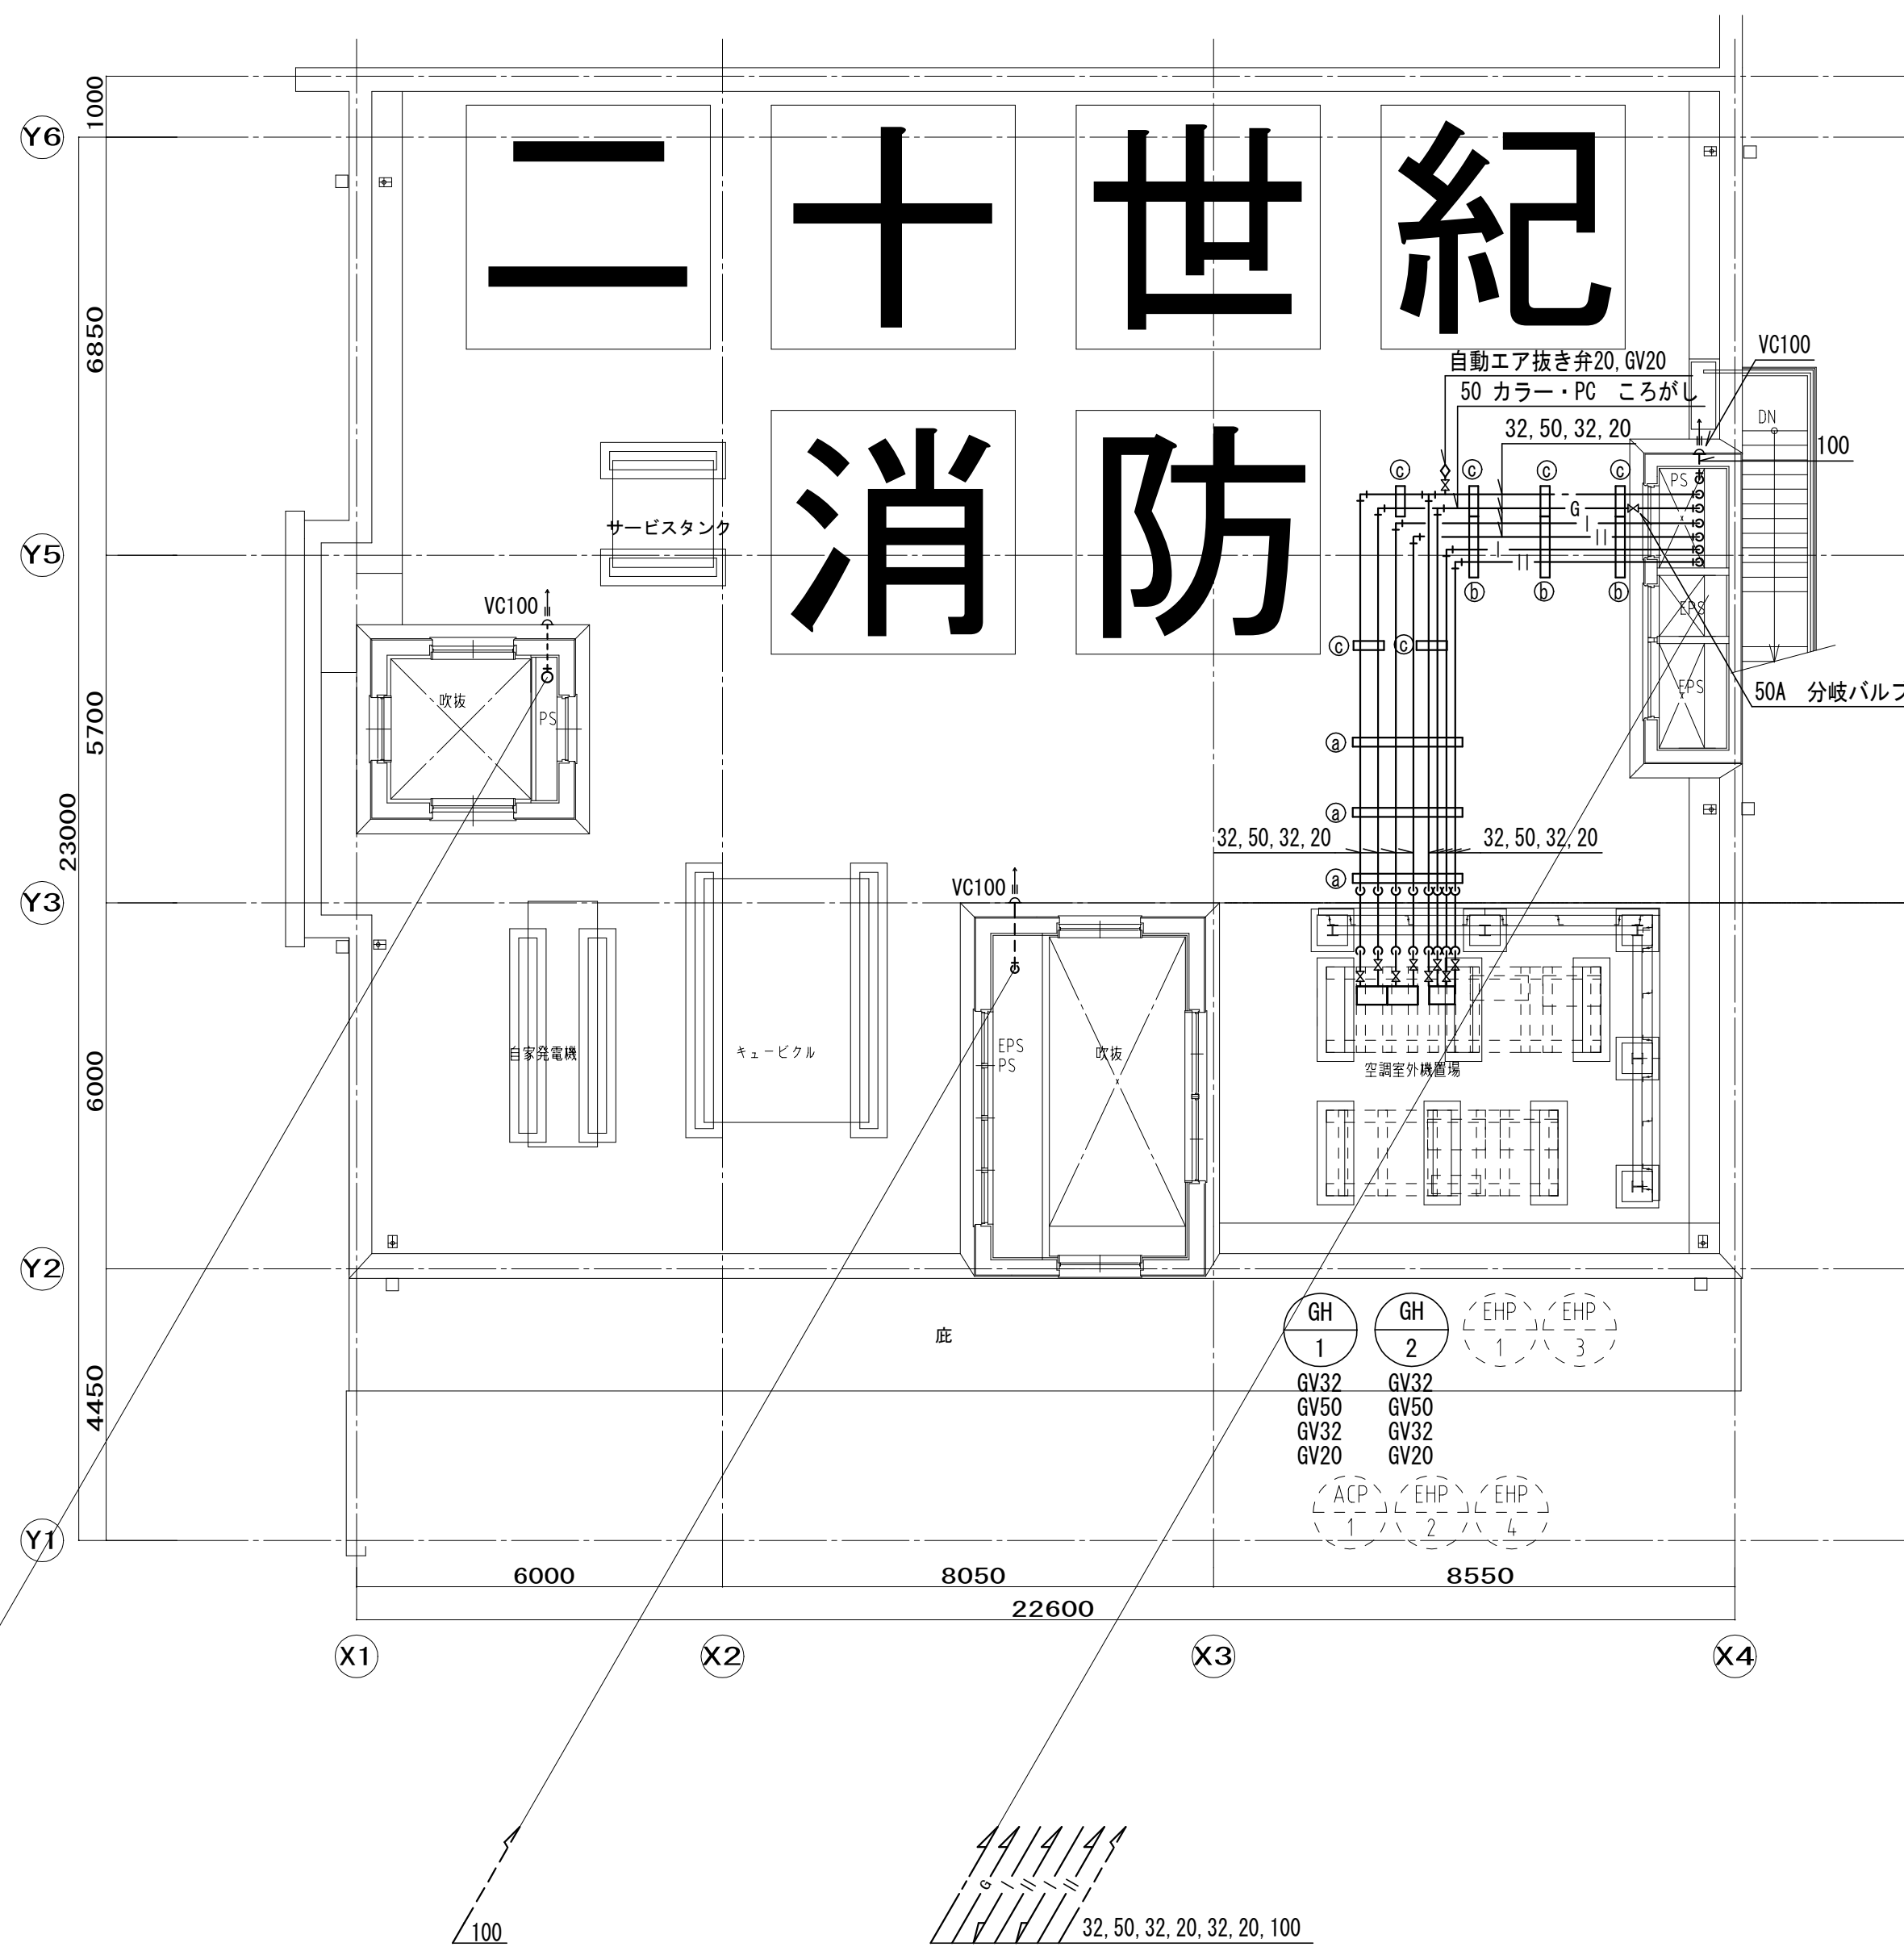 1000
Y6
二十世紀
6850
自動エア抜き弁20,GV20
VC100
50 カラー・PC ころがし
32,50,32,20
DN
100
消防
サービスタンク
Y5
c
c
c
c
PS
G
b
b
b
EPS
EPS
50A 分岐バルブ
VC100
吹抜
PS
c
c
a
a
a
5700
23000
32,50,32,20
32,50,32,20
Y3
VC100
自家発電機
キュービクル
EPS
PS
吹抜
空調室外機置場
6000
Y2
庇
GH
1
GH
2
EHP
1
EHP
3
GV32
GV50
GV32
GV20
GV32
GV50
GV32
GV20
4450
ACP
1
EHP
2
EHP
4
Y1
6000
8050
8550
22600
X1
X2
X3
X4
100
G
32,50,32,20,32,20,100